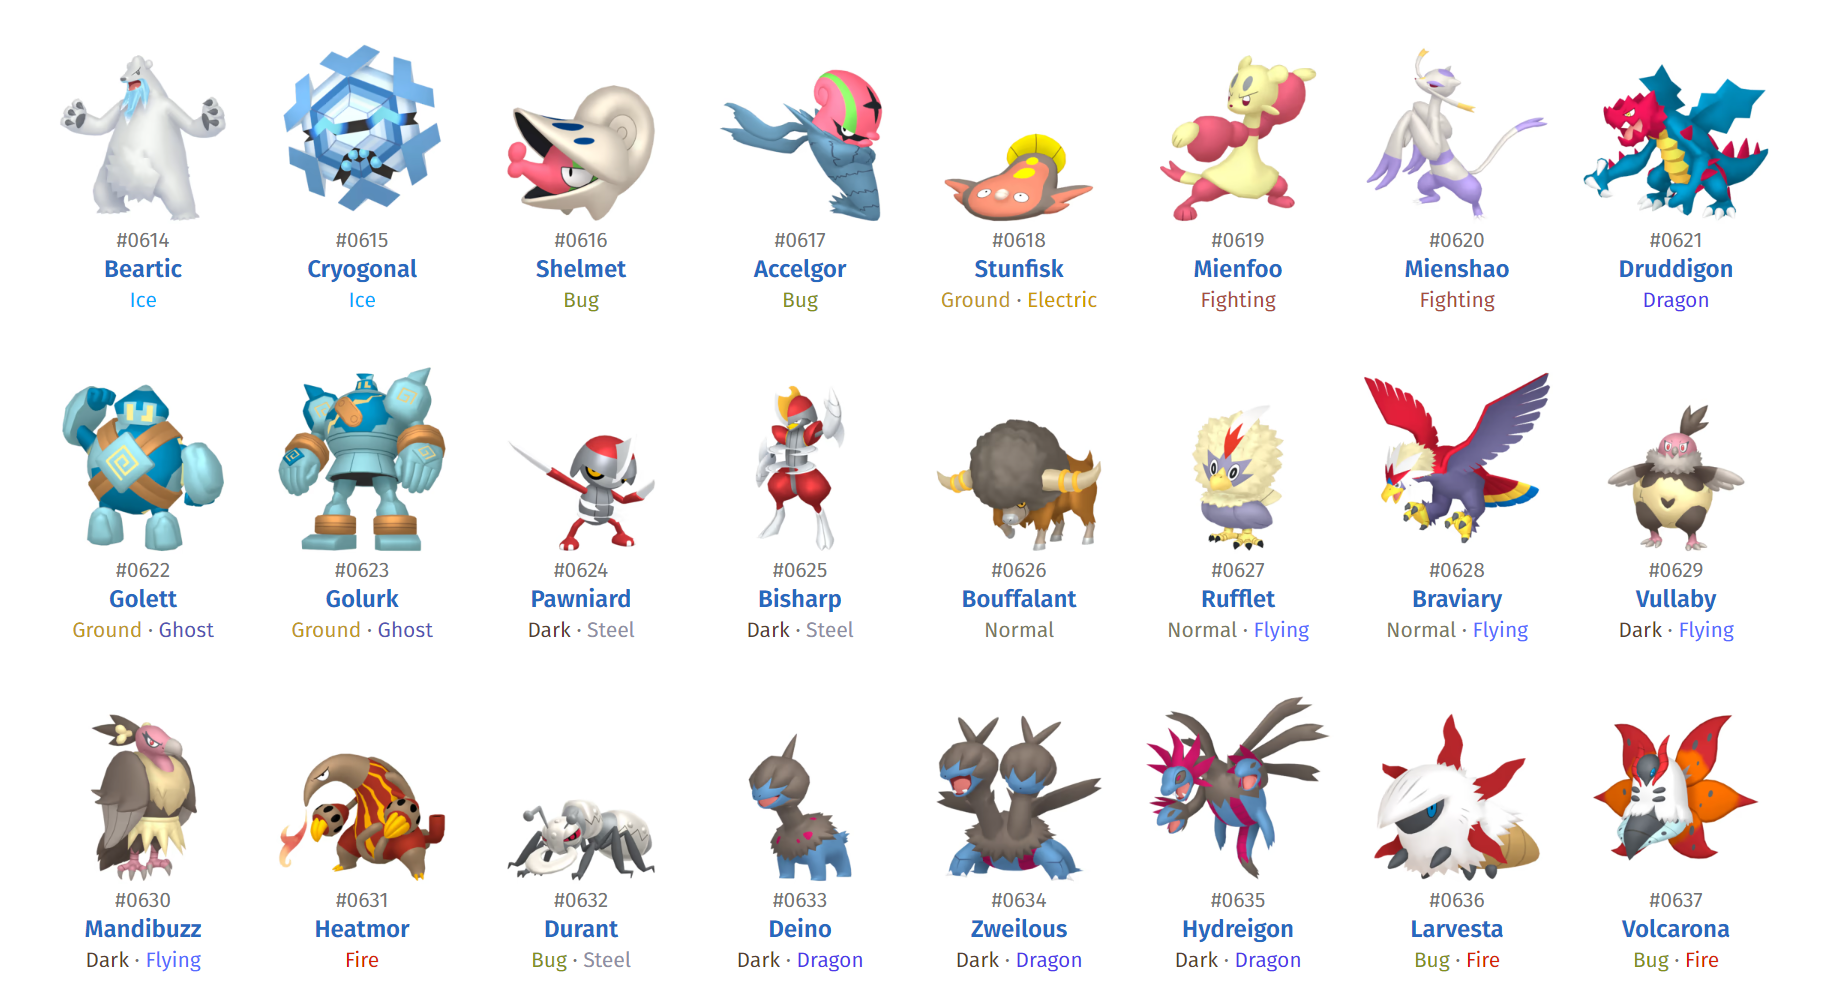 #0614 #0615 #0616 #0617 #0618 #0619 #0620 #0621
Beartic Cryogonal Shelmet Accelgor Stunfisk Mienfoo Mienshao Druddigon
Ice Ice Bug Bug Ground · Electric Fighting Fighting Dragon
#0622 #0623 #0624 #0625 #0626 #0627 #0628 #0629
Golett Golurk Pawniard Bisharp Bouffalant Rufflet Braviary Vullaby
Ground · Ghost Ground · Ghost Dark · Steel Dark · Steel Normal Normal · Flying Normal · Flying Dark · Flying
#0630 #0631 #0632 #0633 #0634 #0635 #0636 #0637
Mandibuzz Heatmor Durant Deino Zweilous Hydreigon Larvesta Volcarona
Dark · Flying Fire Bug · Steel Dark · Dragon Dark · Dragon Dark · Dragon Bug · Fire Bug · Fire